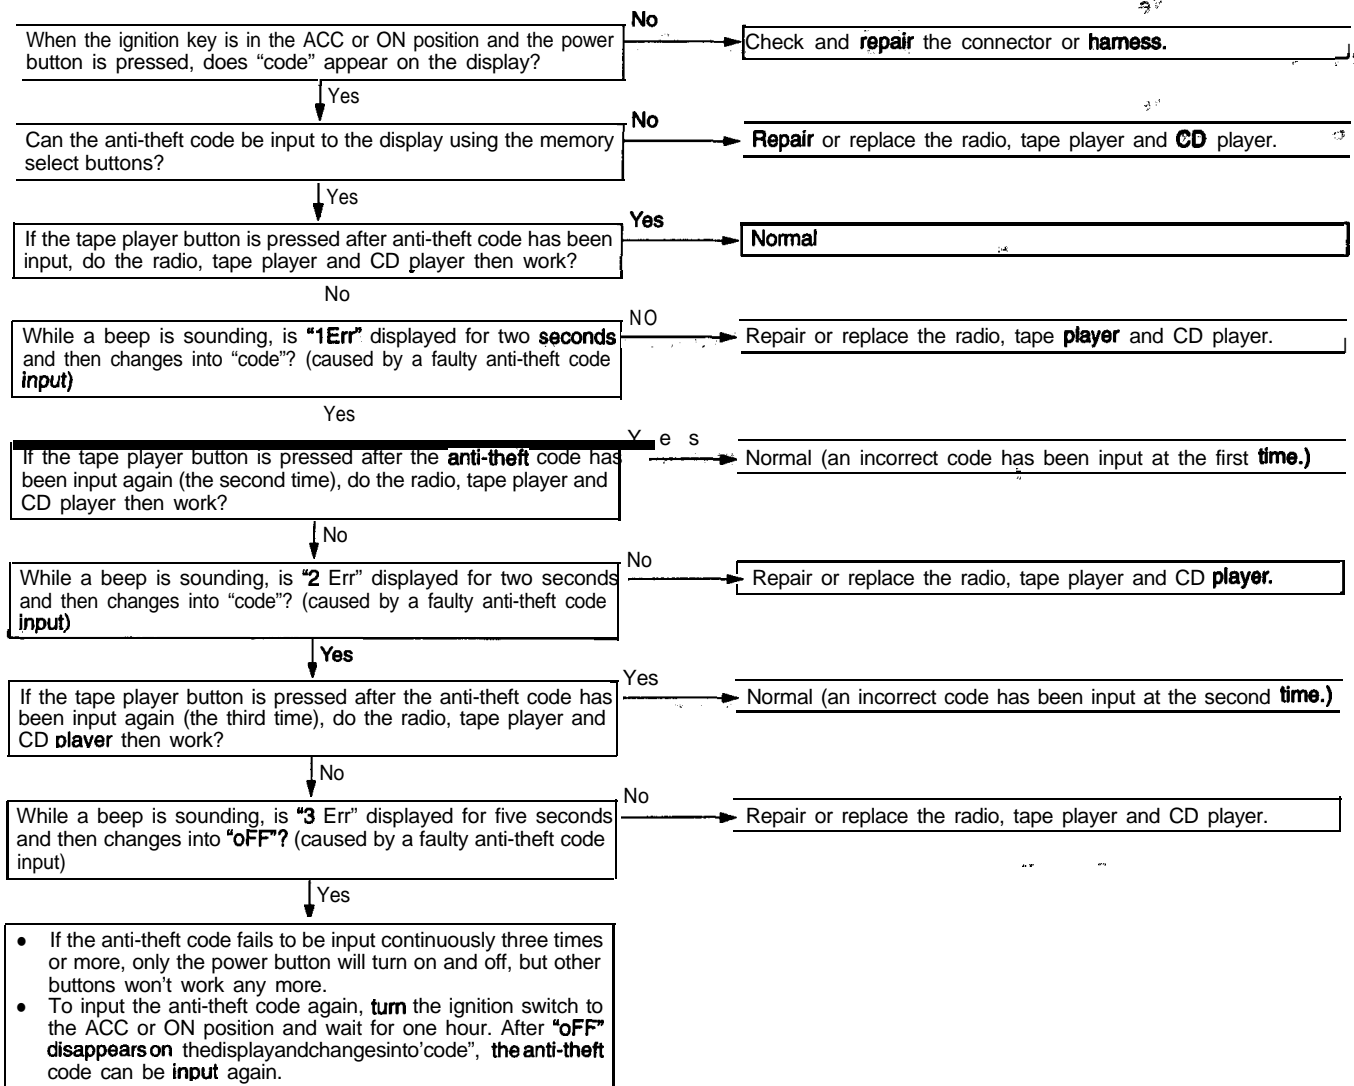 When the ignition key is in the ACC or ON position and the power
button is pressed, does “code” appear on the display?
No
Check and repair the connector or harness.
Yes
Can the anti-theft code be input to the display using the memory
select buttons?
No
Repair or replace the radio, tape player and CD player.
Yes
If the tape player button is pressed after anti-theft code has been
input, do the radio, tape player and CD player then work?
Yes
Normal
No
While a beep is sounding, is “1Err” displayed for two seconds
and then changes into “code”? (caused by a faulty anti-theft code
input)
NO
Repair or replace the radio, tape player and CD player.
Yes
If the tape player button is pressed after the anti-theft code has
been input again (the second time), do the radio, tape player and
CD player then work?
Yes
Normal (an incorrect code has been input at the first time.)
No
While a beep is sounding, is “2 Err” displayed for two seconds
and then changes into “code”? (caused by a faulty anti-theft code
input)
No
Repair or replace the radio, tape player and CD player.
Yes
If the tape player button is pressed after the anti-theft code has
been input again (the third time), do the radio, tape player and
CD player then work?
Yes
Normal (an incorrect code has been input at the second time.)
No
While a beep is sounding, is “3 Err” displayed for five seconds
and then changes into “oFF”? (caused by a faulty anti-theft code
input)
No
Repair or replace the radio, tape player and CD player.
Yes
● If the anti-theft code fails to be input continuously three times
or more, only the power button will turn on and off, but other
buttons won't work any more.
● To input the anti-theft code again, turn the ignition switch to
the ACC or ON position and wait for one hour. After “oFF”
disappears on thedisplayandchangesinto'code”, the anti-theft
code can be input again.